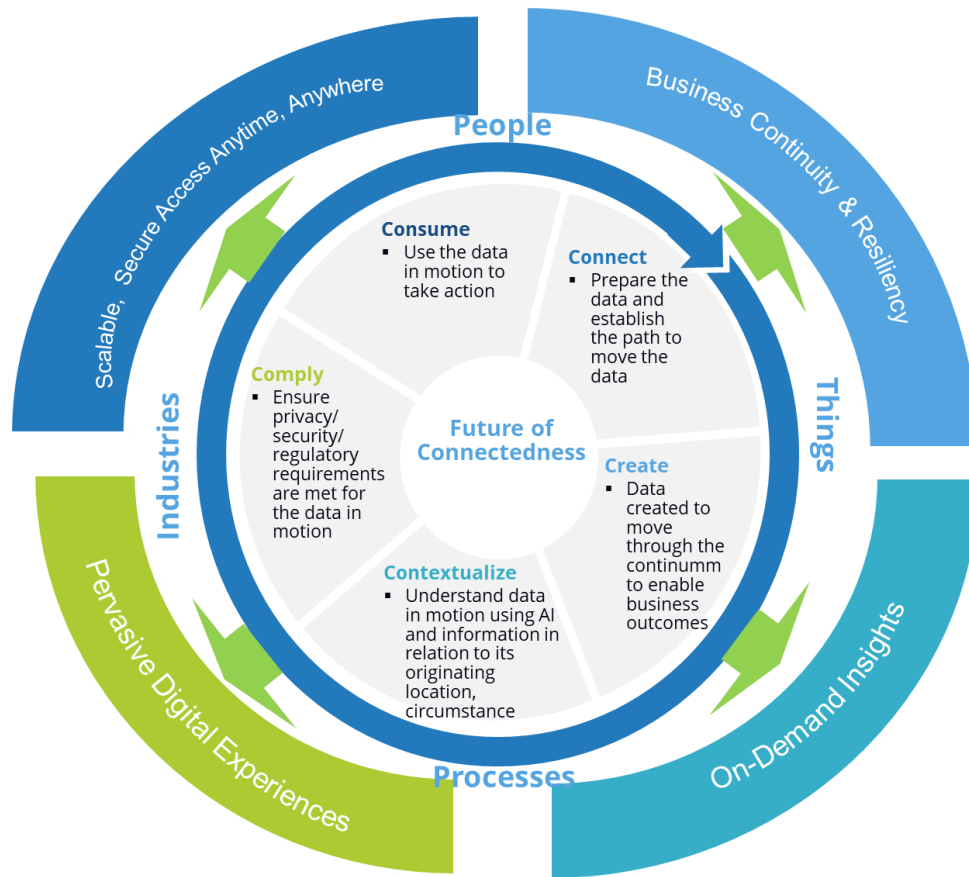 Scalable, Secure Access Anytime, Anywhere
Business Continuity & Resiliency
People
Consume
▪ Use the data
in motion to
take action
Connect
▪ Prepare the
data and
establish
the path to
move the
data
Comply
▪ Ensure
privacy/
security/
regulatory
requirements
are met for
the data in
motion
Future of
Connectedness
Create
▪ Data
created to
move
through the
continumm
to enable
business
outcomes
Contextualize
▪ Understand data
in motion using AI
and information in
relation to its
originating
location,
circumstance
Industries
Things
Processes
Pervasive Digital Experiences
On-Demand Insights